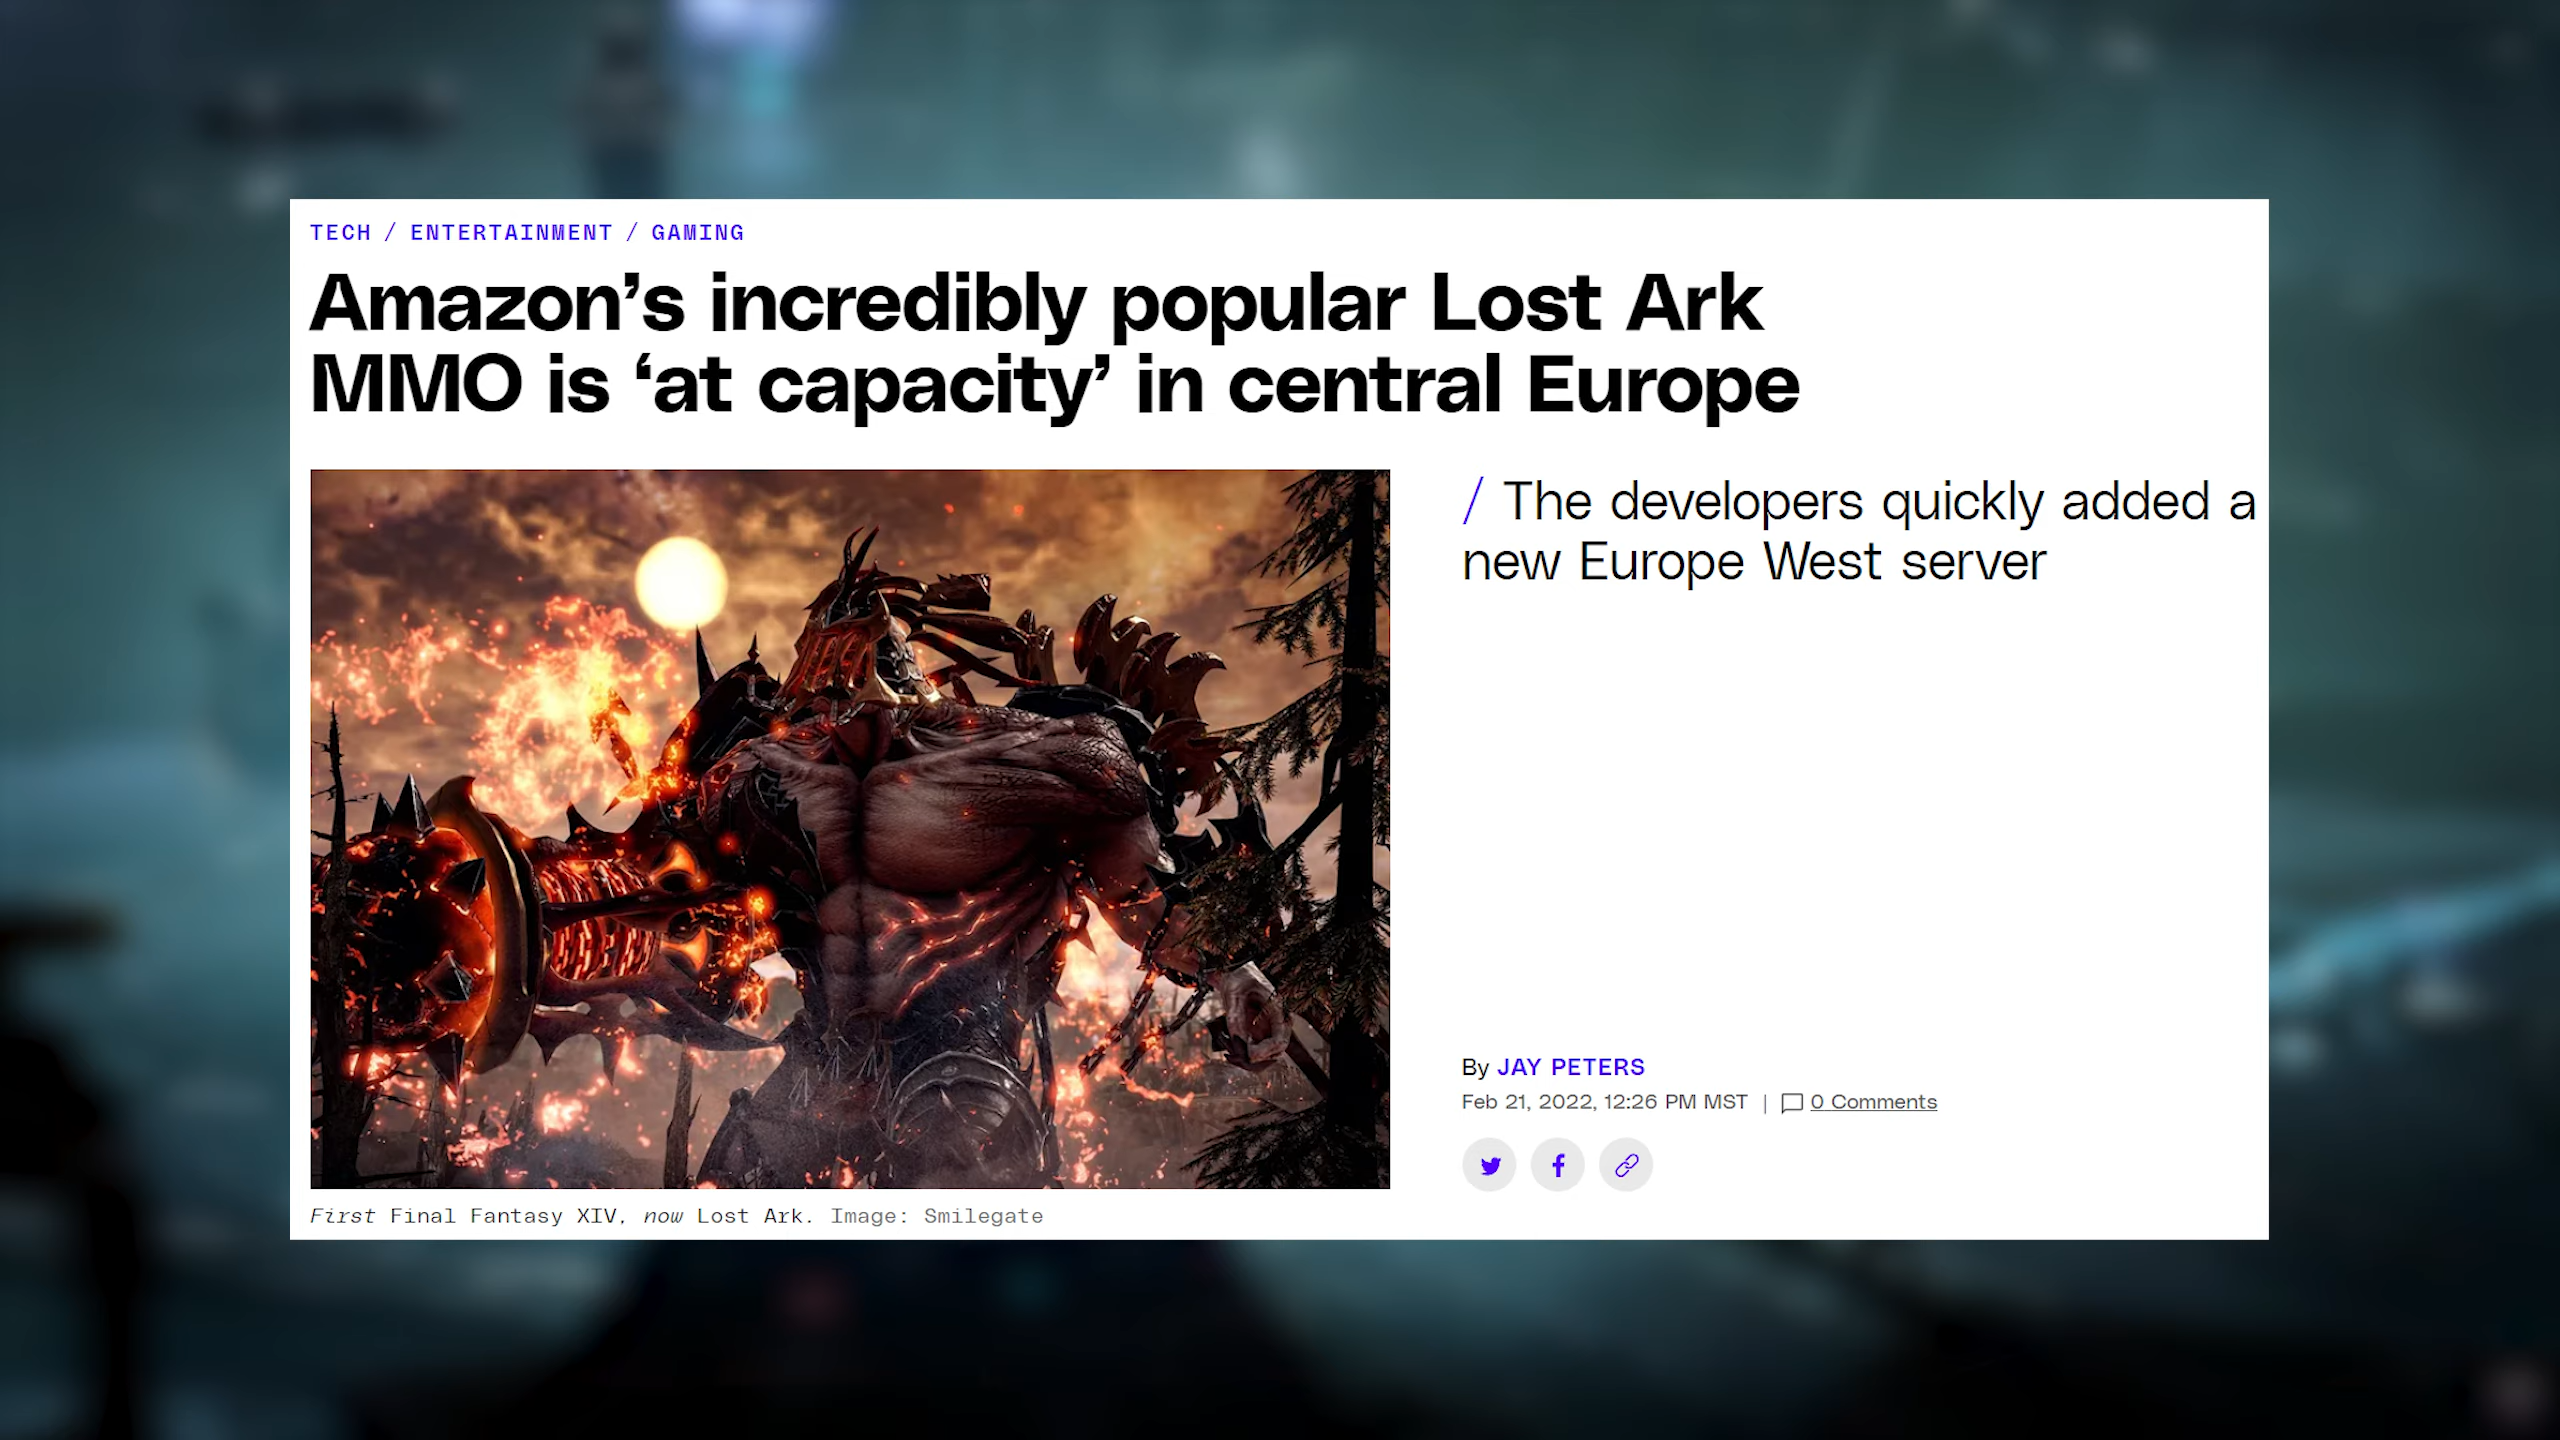 TECH / ENTERTAINMENT / GAMING
Amazon’s incredibly popular Lost Ark
MMO is ‘at capacity’ in central Europe
/ The developers quickly added a
new Europe West server
By JAY PETERS
Feb 21, 2022, 12:26 PM MST | 0 Comments
First Final Fantasy XIV, now Lost Ark. Image: Smilegate